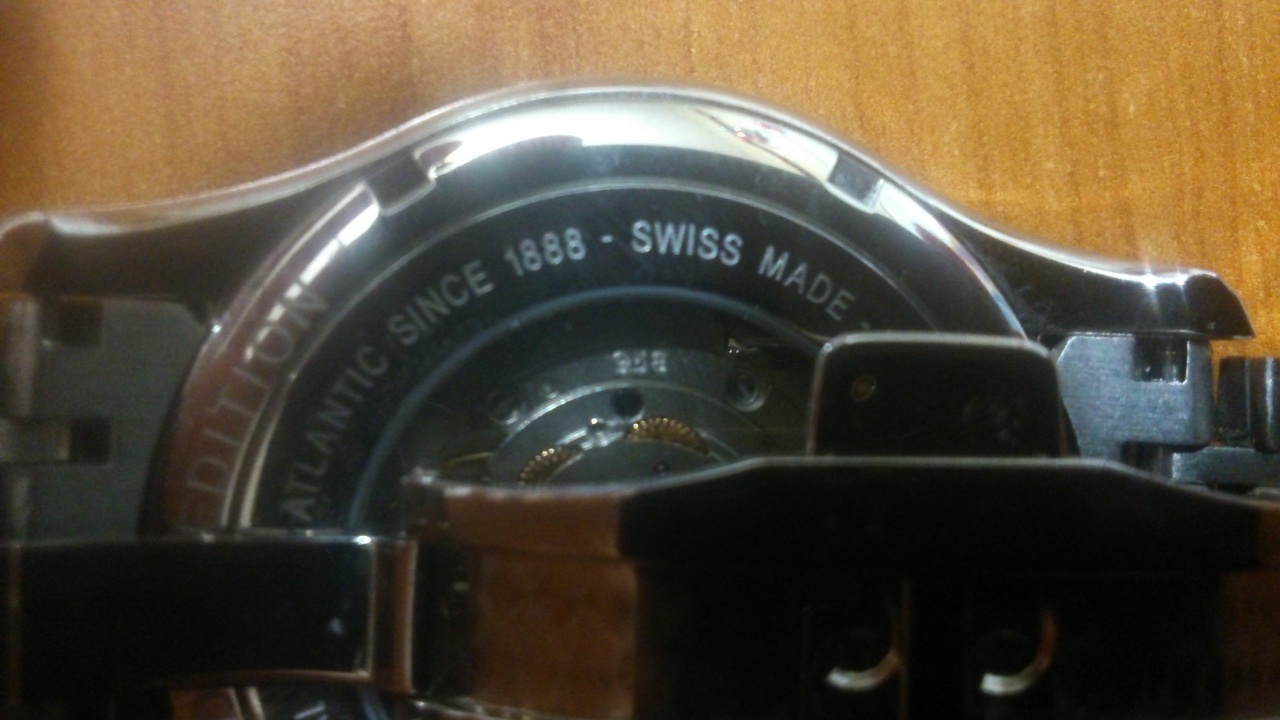 EDITION
ATLANTIC SINCE 1888 - SWISS MADE -